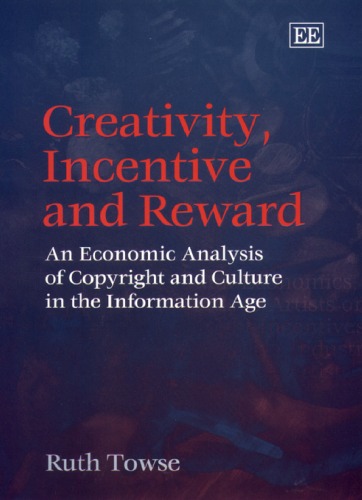 EE
Creativity,
Incentive
and Reward
An Economic Analysis
of Copyright and Culture
in the Information Age
Ruth Towse